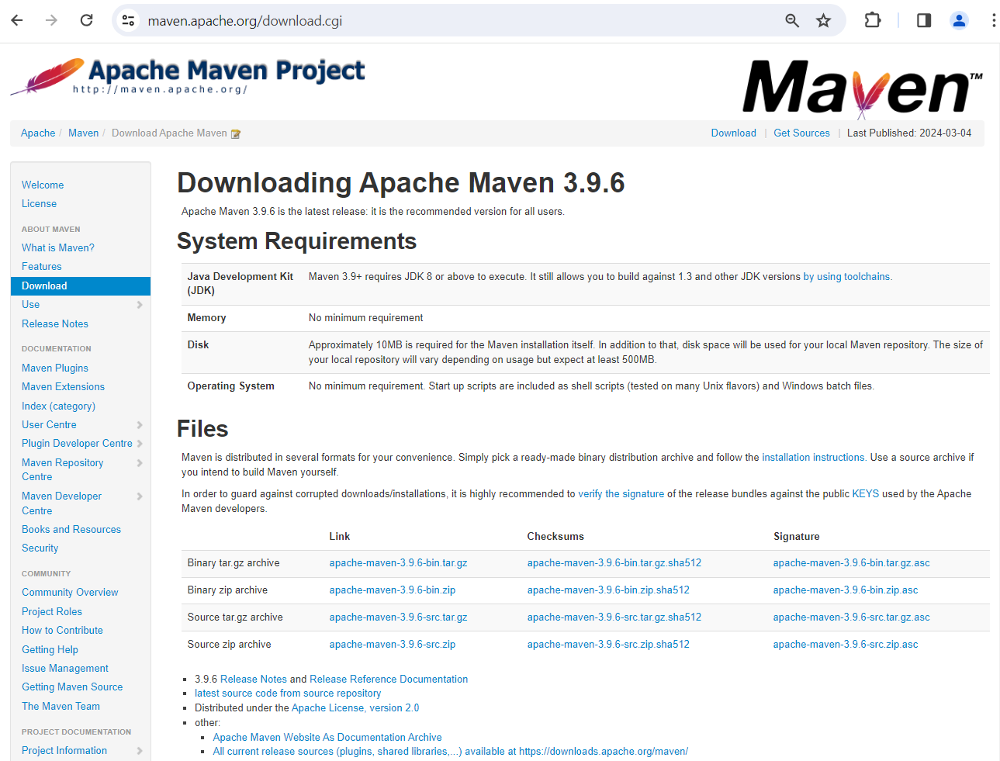 maven.apache.org/download.cgi
Apache Maven Project
http://maven.apache.org/
Maven™
Apache / Maven / Download Apache Maven
Download | Get Sources | Last Published: 2024-03-04
Welcome
License
ABOUT MAVEN
What is Maven?
Features
Download
Use
Release Notes
DOCUMENTATION
Maven Plugins
Maven Extensions
Index (category)
User Centre
Plugin Developer Centre
Maven Repository
Centre
Maven Developer
Centre
Books and Resources
Security
COMMUNITY
Community Overview
Project Roles
How to Contribute
Getting Help
Issue Management
Getting Maven Source
The Maven Team
PROJECT DOCUMENTATION
Project Information
Downloading Apache Maven 3.9.6
Apache Maven 3.9.6 is the latest release: it is the recommended version for all users.
System Requirements
Java Development Kit (JDK) Maven 3.9+ requires JDK 8 or above to execute. It still allows you to build against 1.3 and other JDK versions by using toolchains.
Memory No minimum requirement
Disk Approximately 10MB is required for the Maven installation itself. In addition to that, disk space will be used for your local Maven repository. The size of
your local repository will vary depending on usage but expect at least 500MB.
Operating System No minimum requirement. Start up scripts are included as shell scripts (tested on many Unix flavors) and Windows batch files.
Files
Maven is distributed in several formats for your convenience. Simply pick a ready-made binary distribution archive and follow the installation instructions. Use a source archive if
you intend to build Maven yourself.
In order to guard against corrupted downloads/installations, it is highly recommended to verify the signature of the release bundles against the public KEYS used by the Apache
Maven developers.
Link Checksums Signature
Binary tar.gz archive apache-maven-3.9.6-bin.tar.gz apache-maven-3.9.6-bin.tar.gz.sha512 apache-maven-3.9.6-bin.tar.gz.asc
Binary zip archive apache-maven-3.9.6-bin.zip apache-maven-3.9.6-bin.zip.sha512 apache-maven-3.9.6-bin.zip.asc
Source tar.gz archive apache-maven-3.9.6-src.tar.gz apache-maven-3.9.6-src.tar.gz.sha512 apache-maven-3.9.6-src.tar.gz.asc
Source zip archive apache-maven-3.9.6-src.zip apache-maven-3.9.6-src.zip.sha512 apache-maven-3.9.6-src.zip.asc
3.9.6 Release Notes and Release Reference Documentation
latest source code from source repository
Distributed under the Apache License, version 2.0
other:
Apache Maven Website As Documentation Archive
All current release sources (plugins, shared libraries,...) available at https://downloads.apache.org/maven/